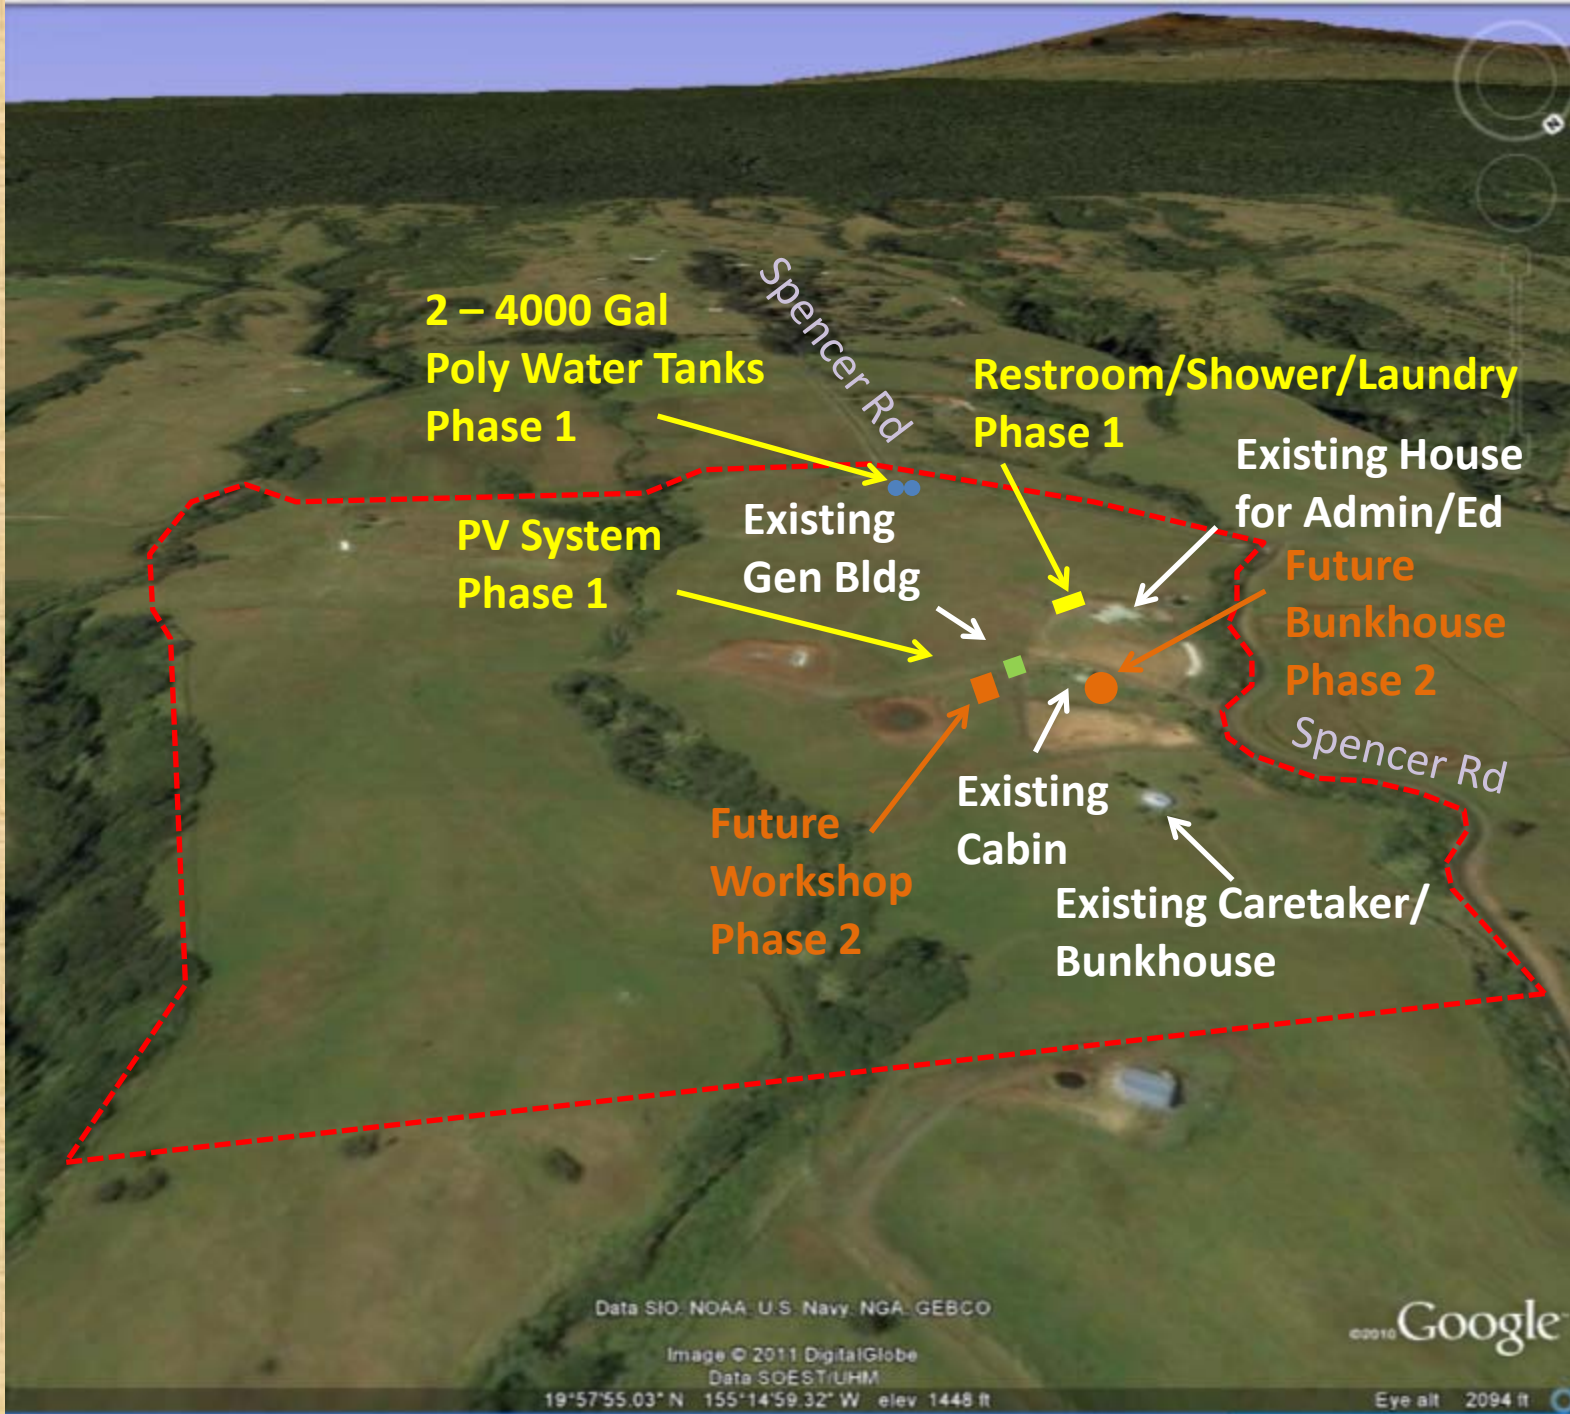 Spencer Rd
2 – 4000 Gal
Poly Water Tanks
Phase 1
Restroom/Shower/Laundry
Phase 1
Existing House
for Admin/Ed
PV System
Phase 1
Existing
Gen Bldg
Future
Bunkhouse
Phase 2
Spencer Rd
Existing
Cabin
Future
Workshop
Phase 2
Existing Caretaker/
Bunkhouse
Data SIO, NOAA, U.S. Navy, NGA, GEBCO
©2010 Google
Image © 2011 DigitalGlobe
Data SOEST/UHM
19°57'55.03" N 155°14'59.32" W elev 1448 ft
Eye alt 2094 ft